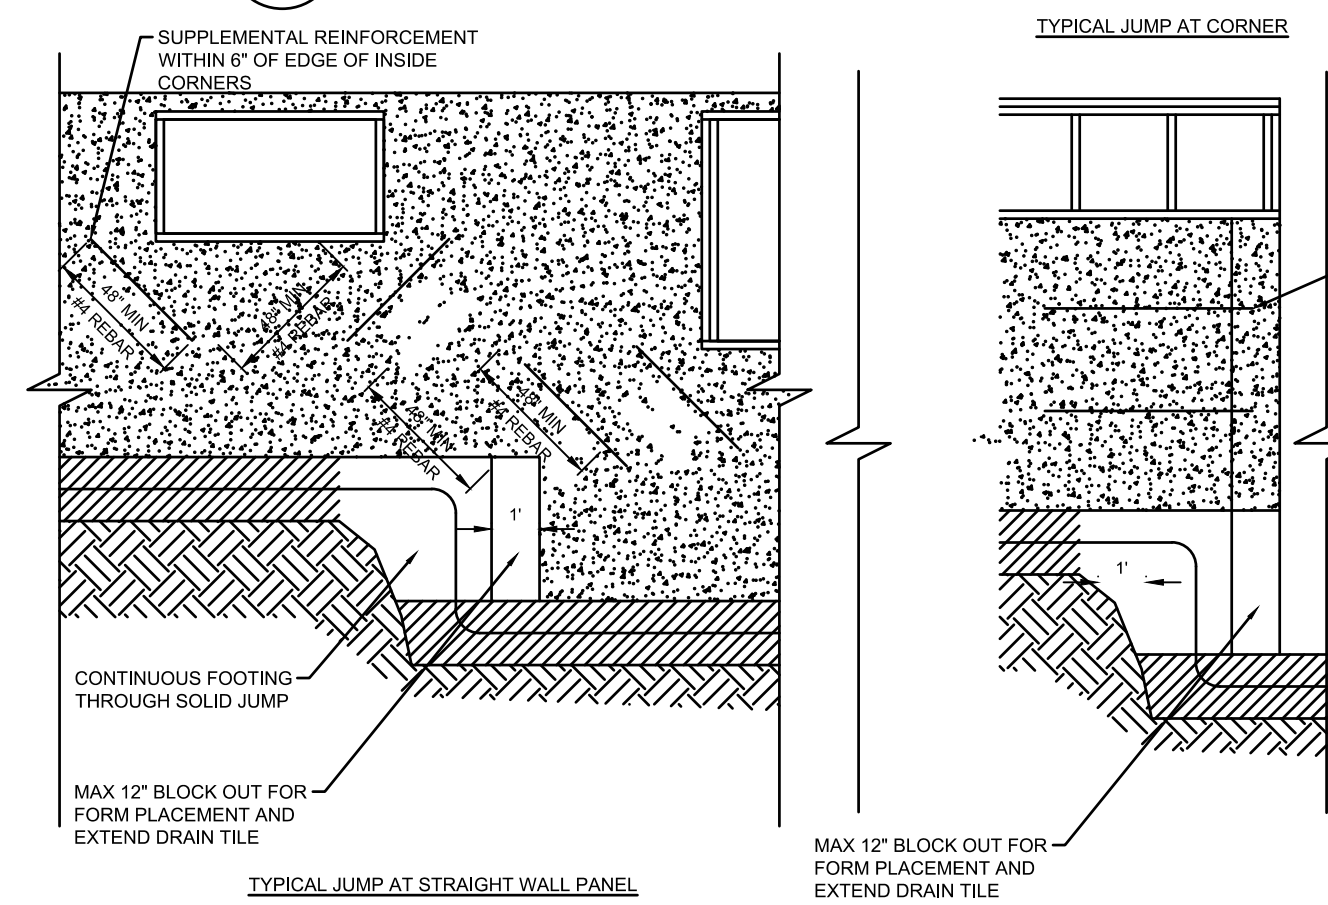 SUPPLEMENTAL REINFORCEMENT
WITHIN 6" OF EDGE OF INSIDE
CORNERS
48" MIN
#4 REBAR
48" MIN
#4 REBAR
48" MIN
#4 REBAR
48" MIN
#4 REBAR
1'
CONTINUOUS FOOTING
THROUGH SOLID JUMP
MAX 12" BLOCK OUT FOR
FORM PLACEMENT AND
EXTEND DRAIN TILE
TYPICAL JUMP AT STRAIGHT WALL PANEL
TYPICAL JUMP AT CORNER
1'
MAX 12" BLOCK OUT FOR
FORM PLACEMENT AND
EXTEND DRAIN TILE